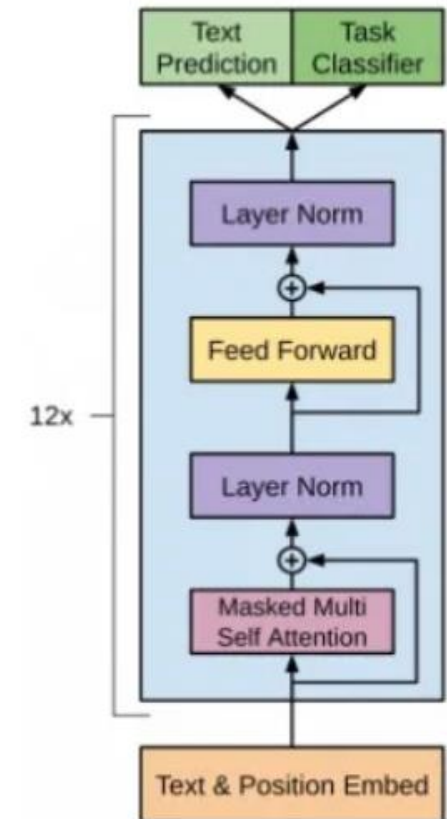 Text
Prediction
Task
Classifier
Layer Norm
Feed Forward
12x
Layer Norm
Masked Multi
Self Attention
Text & Position Embed